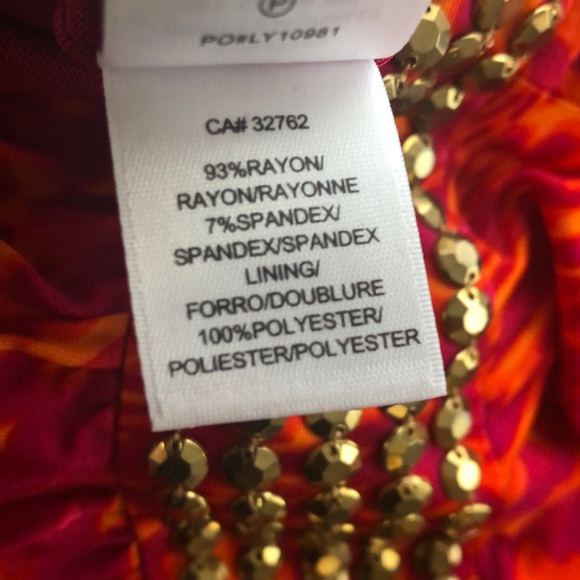 PO#LY10981
CA# 32762
93%RAYON/
RAYON/RAYONNE
7%SPANDEX/
SPANDEX/SPANDEX
LINING/
FORRO/DOUBLURE
100%POLYESTER/
POLIESTER/POLYESTER